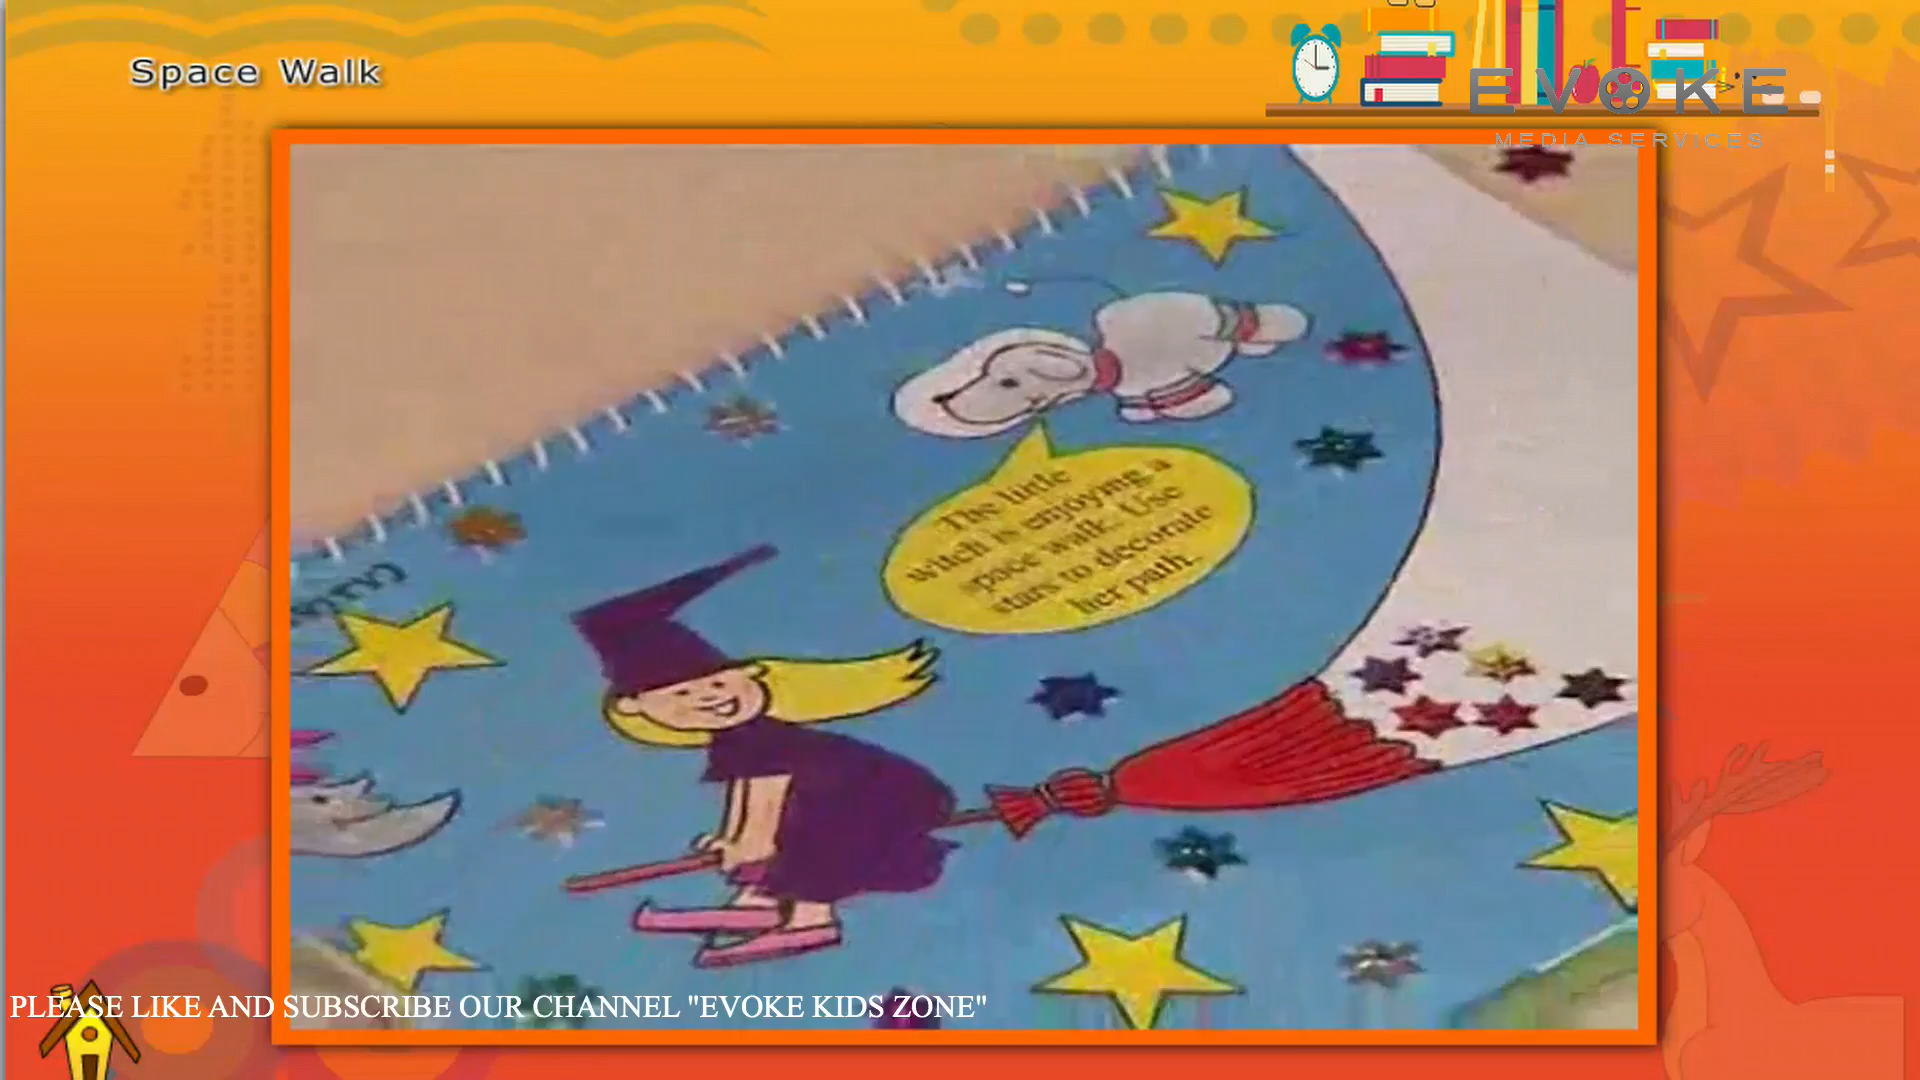 Space Walk
EVOKE
MEDIA SERVICES
The little
witch is enjoying a
space walk. Use
stars to decorate
her path.
PLEASE LIKE AND SUBSCRIBE OUR CHANNEL "EVOKE KIDS ZONE"